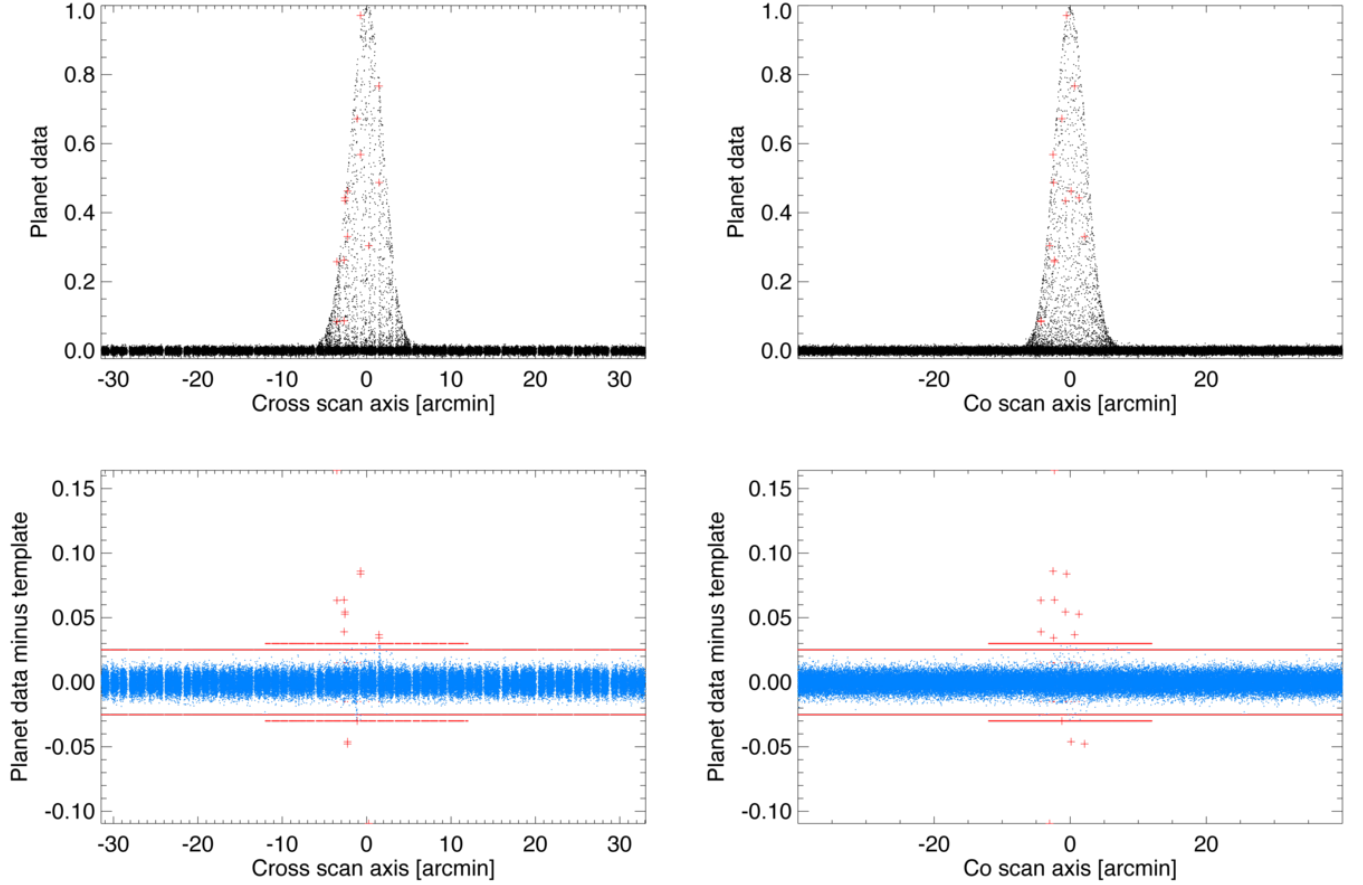 1.0
0.8
0.6
0.4
0.2
0.0
Planet data
-30 -20 -10 0 10 20 30
Cross scan axis [arcmin]
1.0
0.8
0.6
0.4
0.2
0.0
Planet data
-20 0 20
Co scan axis [arcmin]
0.15
0.10
0.05
0.00
-0.05
-0.10
Planet data minus template
-30 -20 -10 0 10 20 30
Cross scan axis [arcmin]
0.15
0.10
0.05
0.00
-0.05
-0.10
Planet data minus template
-20 0 20
Co scan axis [arcmin]